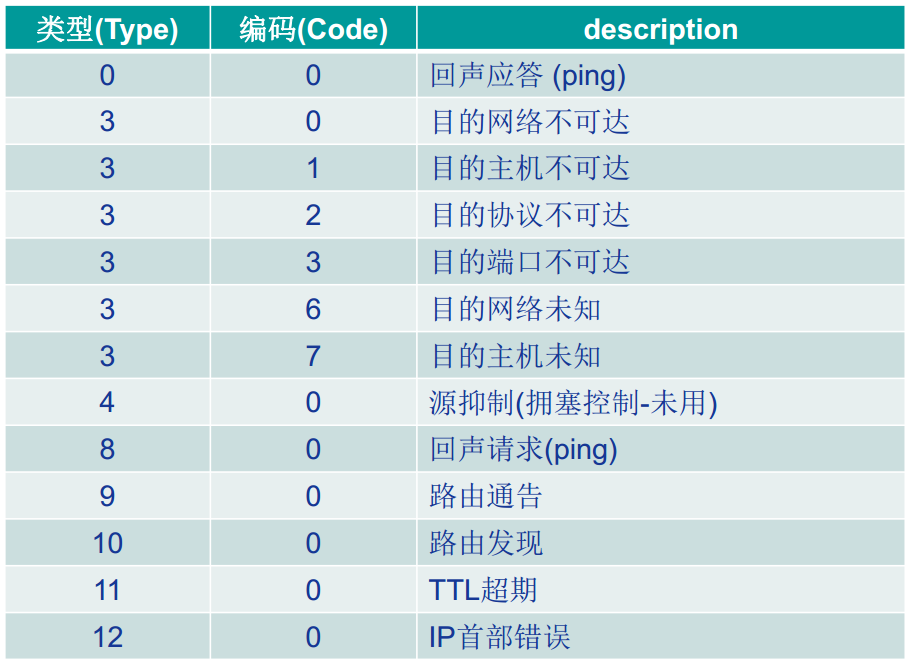 类型(Type) 编码(Code) description
0 0 回声应答 (ping)
3 0 目的网络不可达
3 1 目的主机不可达
3 2 目的协议不可达
3 3 目的端口不可达
3 6 目的网络未知
3 7 目的主机未知
4 0 源抑制(拥塞控制-未用)
8 0 回声请求(ping)
9 0 路由通告
10 0 路由发现
11 0 TTL超期
12 0 IP首部错误